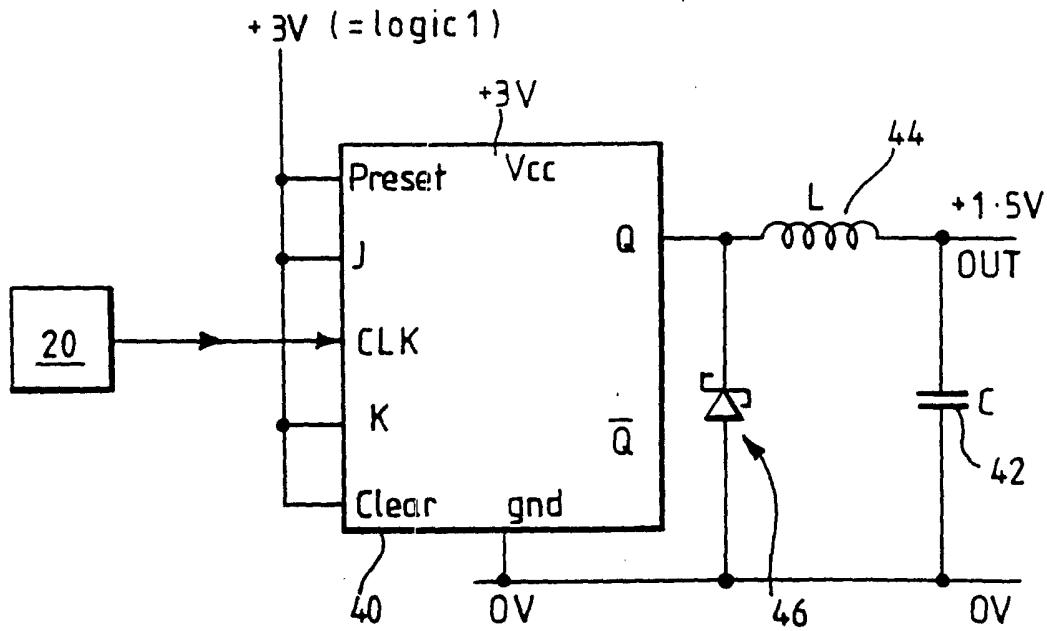 +3V (=logic 1)
+3V
Vcc
44
Preset
L
+1·5V
J
Q
OUT
20
CLK
K
Q̅
C
42
Clear
gnd
40
0V
46
0V